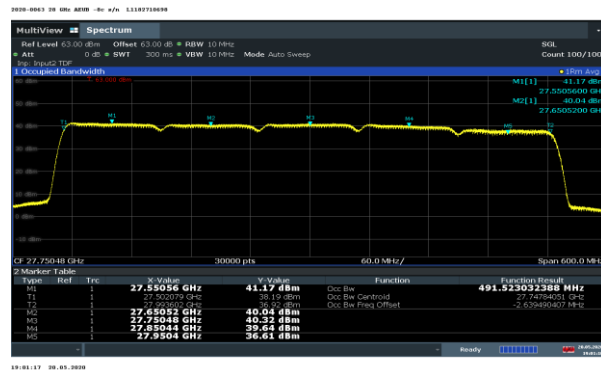 2020-0063 28 GHz AEUB -8c s/n L1182718690
MultiView Spectrum
Ref Level 63.00 dBm Offset 63.00 dB RBW 10 MHz SGL
Att 0 dB SWT 300 ms VBW 10 MHz Mode Auto Sweep Count 100/100
Inp: Input2 TDF
1 Occupied Bandwidth 1Rm Avg
M1[1] 41.17 dBm
27.5505600 GHz
M2[1] 40.04 dBm
27.6505200 GHz
T1 M1 M2 M3 M4 M5 T2
CF 27.75048 GHz 30000 pts 60.0 MHz/ Span 600.0 MHz
2 Marker Table
Type Ref Trc X-Value Y-Value Function Function Result
M1 1 27.55056 GHz 41.17 dBm Occ Bw 491.523032388 MHz
T1 1 27.502079 GHz 38.19 dBm Occ Bw Centroid 27.74784051 GHz
T2 1 27.993602 GHz 36.92 dBm Occ Bw Freq Offset -2.639490407 MHz
M2 1 27.65052 GHz 40.04 dBm
M3 1 27.75048 GHz 40.32 dBm
M4 1 27.85044 GHz 39.64 dBm
M5 1 27.9504 GHz 36.61 dBm
Ready
19:01:17 20.05.2020